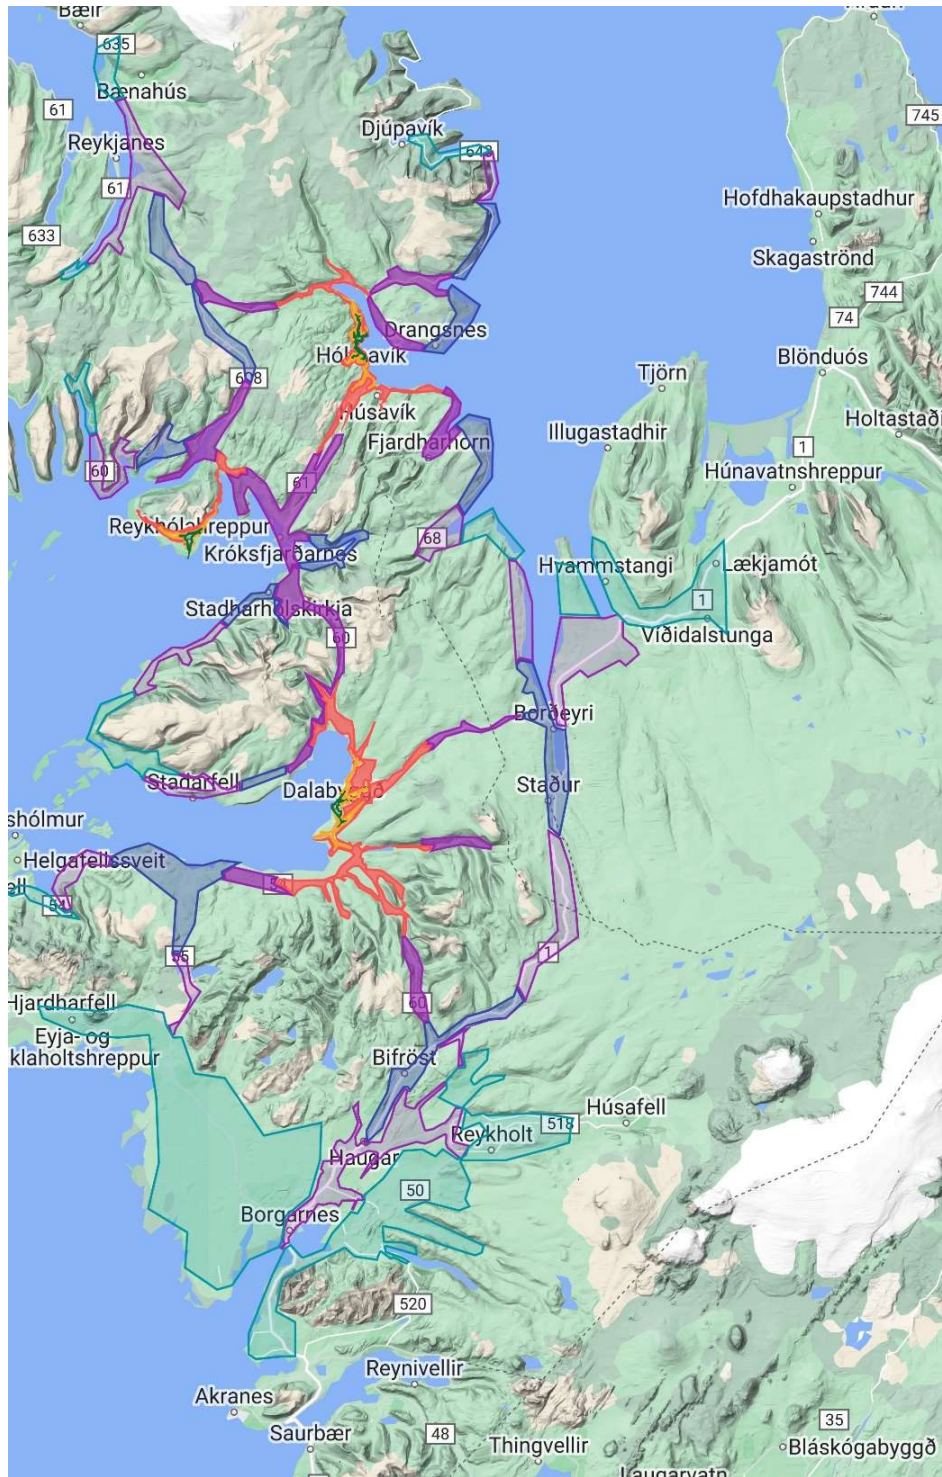 Bæir
635
Bænahús
61
Djúpavík
745
Reykjanes
643
61
Hofdhakaupstadhur
633
Skagaströnd
744
74
Drangsnes
Hólmavík
Blönduós
Tjörn
608
Húsavík
Holtastaði
Illugastadhir
Fjardharhorn
1
60
61
Húnavatnshreppur
Reykhólahreppur
68
Króksfjarðarnes
Hvammstangi
Lækjamót
1
Stadharhólskirkja
60
Víðidalstunga
Borðeyri
Stadarfell
Dalabyggð
Staður
shólmur
Helgafellssveit
ell
54
54
55
1
Hjardharfell
60
Eyja- og
klaholtshreppur
Bifröst
Húsafell
518
Reykholt
Haugar
50
Borgarnes
520
Reynivellir
Akranes
Saurbær
48
35
Thingvellir
Bláskógabyggð
Laugarvatn